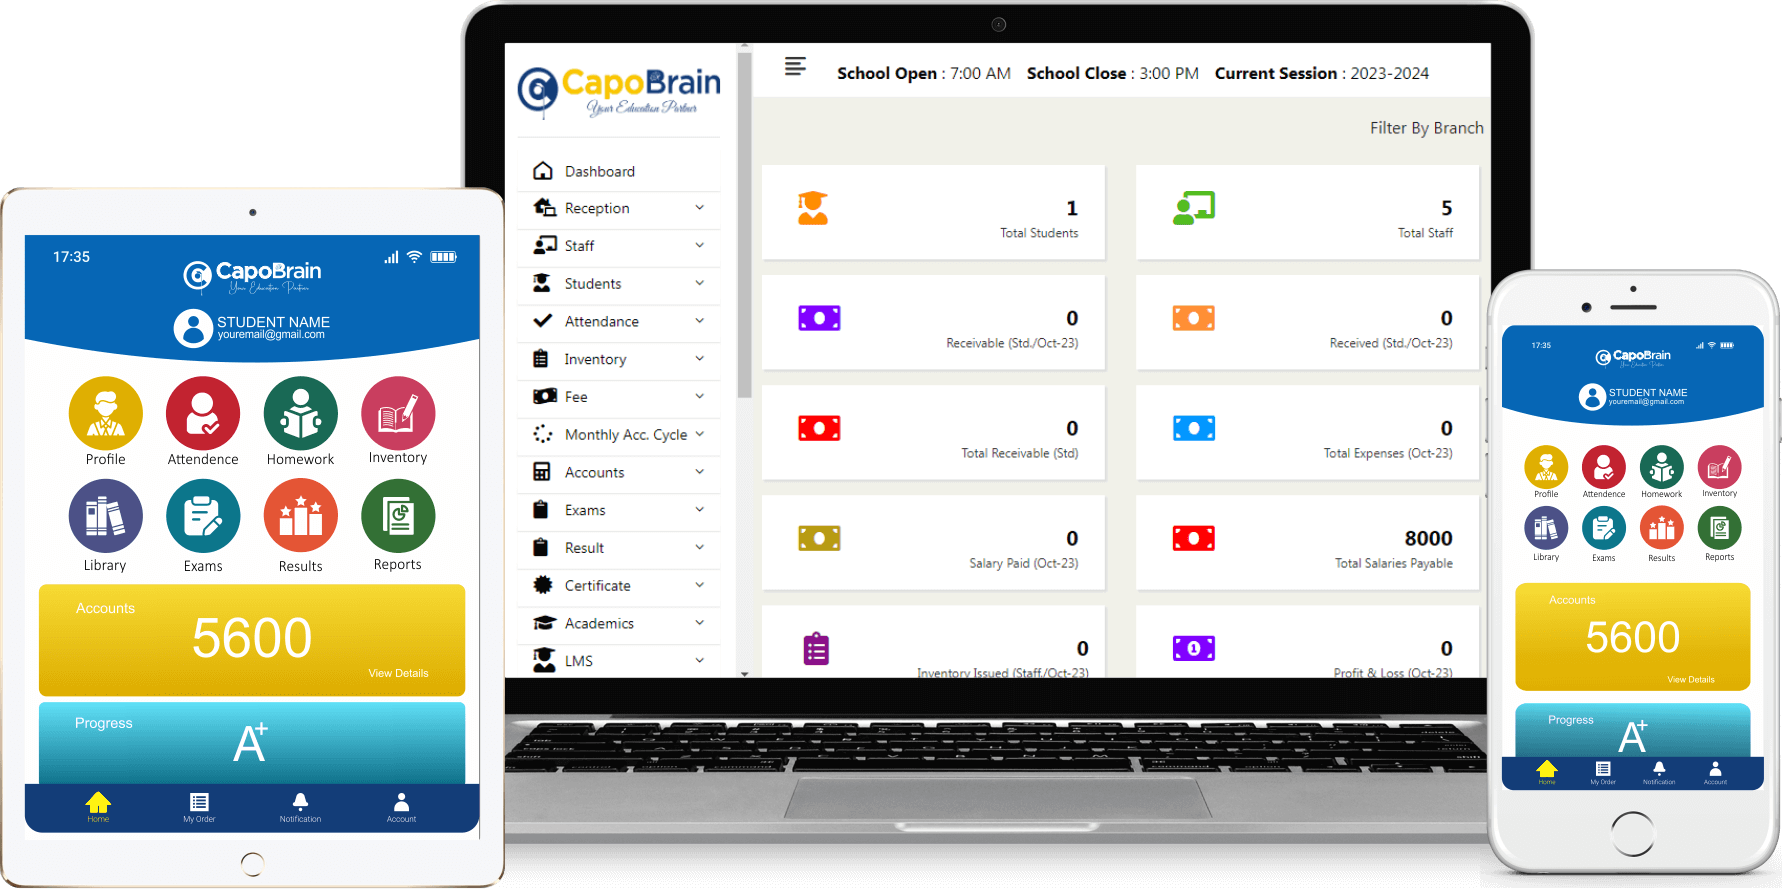 CapoBrain
Your Education Partner
School Open : 7:00 AM School Close : 3:00 PM Current Session : 2023-2024
Filter By Branch
Dashboard
Reception
Staff
Students
Attendance
Inventory
Fee
Monthly Acc. Cycle
Accounts
Exams
Result
Certificate
Academics
LMS
1
Total Students
5
Total Staff
0
Receivable (Std./Oct-23)
0
Received (Std./Oct-23)
0
Total Receivable (Std)
0
Total Expenses (Oct-23)
0
Salary Paid (Oct-23)
8000
Total Salaries Payable
0
Inventory Issued (Staff./Oct-23)
0
Profit & Loss (Oct-23)
17:35
CapoBrain
Your Education Partner
STUDENT NAME
youremail@gmail.com
Profile Attendence Homework Inventory
Library Exams Results Reports
Accounts
5600
View Details
Progress
A+
Home My Order Notification Account
17:35
CapoBrain
Your Education Partner
STUDENT NAME
youremail@gmail.com
Profile Attendence Homework Inventory
Library Exams Results Reports
Accounts
5600
View Details
Progress
A+
Home My Order Notification Account